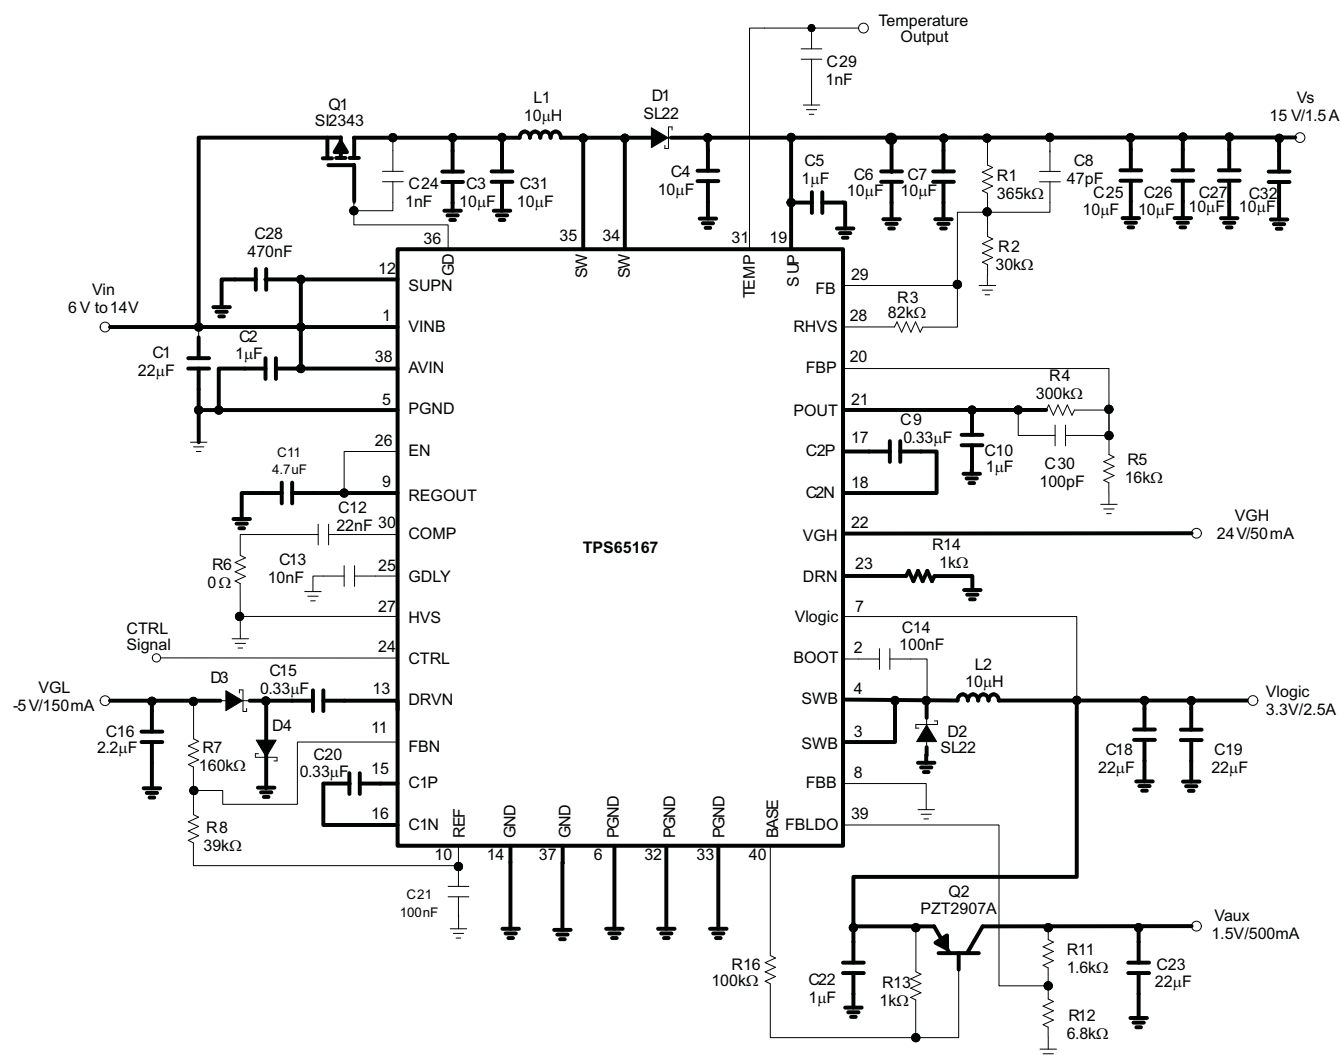 Temperature
Output
C29
1nF
Q1
SI2343
L1
10µH
D1
SL22
Vs
15 V/1.5 A
C24
1nF
C3
10µF
C31
10µF
C4
10µF
C5
1µF
C6
10µF
C7
10µF
R1
365kΩ
C8
47pF
C25
10µF
C26
10µF
C27
10µF
C32
10µF
R2
30kΩ
C28
470nF
36
35
34
31
19
GD
SW
SW
TEMP
SUP
Vin
6 V to 14V
12
SUPN
1
VINB
C1
22µF
C2
1µF
38
AVIN
5
PGND
26
EN
C11
4.7uF
9
REGOUT
C12
22nF
30
COMP
R6
0 Ω
C13
10nF
25
GDLY
27
HVS
CTRL
Signal
24
CTRL
VGL
-5 V/150mA
D3
C15
0.33µF
13
DRVN
C16
2.2µF
D4
R7
160kΩ
11
FBN
C20
0.33µF
15
C1P
16
C1N
R8
39kΩ
TPS65167
29
FB
28
RHVS
R3
82kΩ
20
FBP
21
POUT
R4
300kΩ
17
C2P
C9
0.33µF
C10
1µF
C30
100pF
R5
16kΩ
18
C2N
22
VGH
VGH
24 V/50 mA
23
DRN
R14
1kΩ
7
Vlogic
2
BOOT
C14
100nF
4
SWB
L2
10µH
Vlogic
3.3V/2.5A
3
SWB
D2
SL22
C18
22µF
C19
22µF
8
FBB
39
FBLDO
REF
GND
GND
PGND
PGND
PGND
BASE
10
14
37
6
32
33
40
C21
100nF
Q2
PZT2907A
Vaux
1.5V/500mA
R16
100kΩ
C22
1µF
R13
1kΩ
R11
1.6kΩ
C23
22µF
R12
6.8kΩ